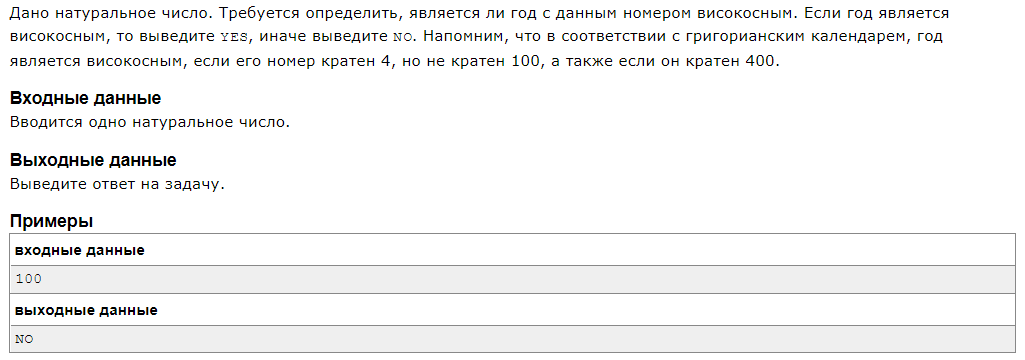 Дано натуральное число. Требуется определить, является ли год с данным номером високосным. Если год является
високосным, то выведите YES, иначе выведите NO. Напомним, что в соответствии с григорианским календарем, год
является високосным, если его номер кратен 4, но не кратен 100, а также если он кратен 400.
Входные данные
Вводится одно натуральное число.
Выходные данные
Выведите ответ на задачу.
Примеры
входные данные
100
выходные данные
NO